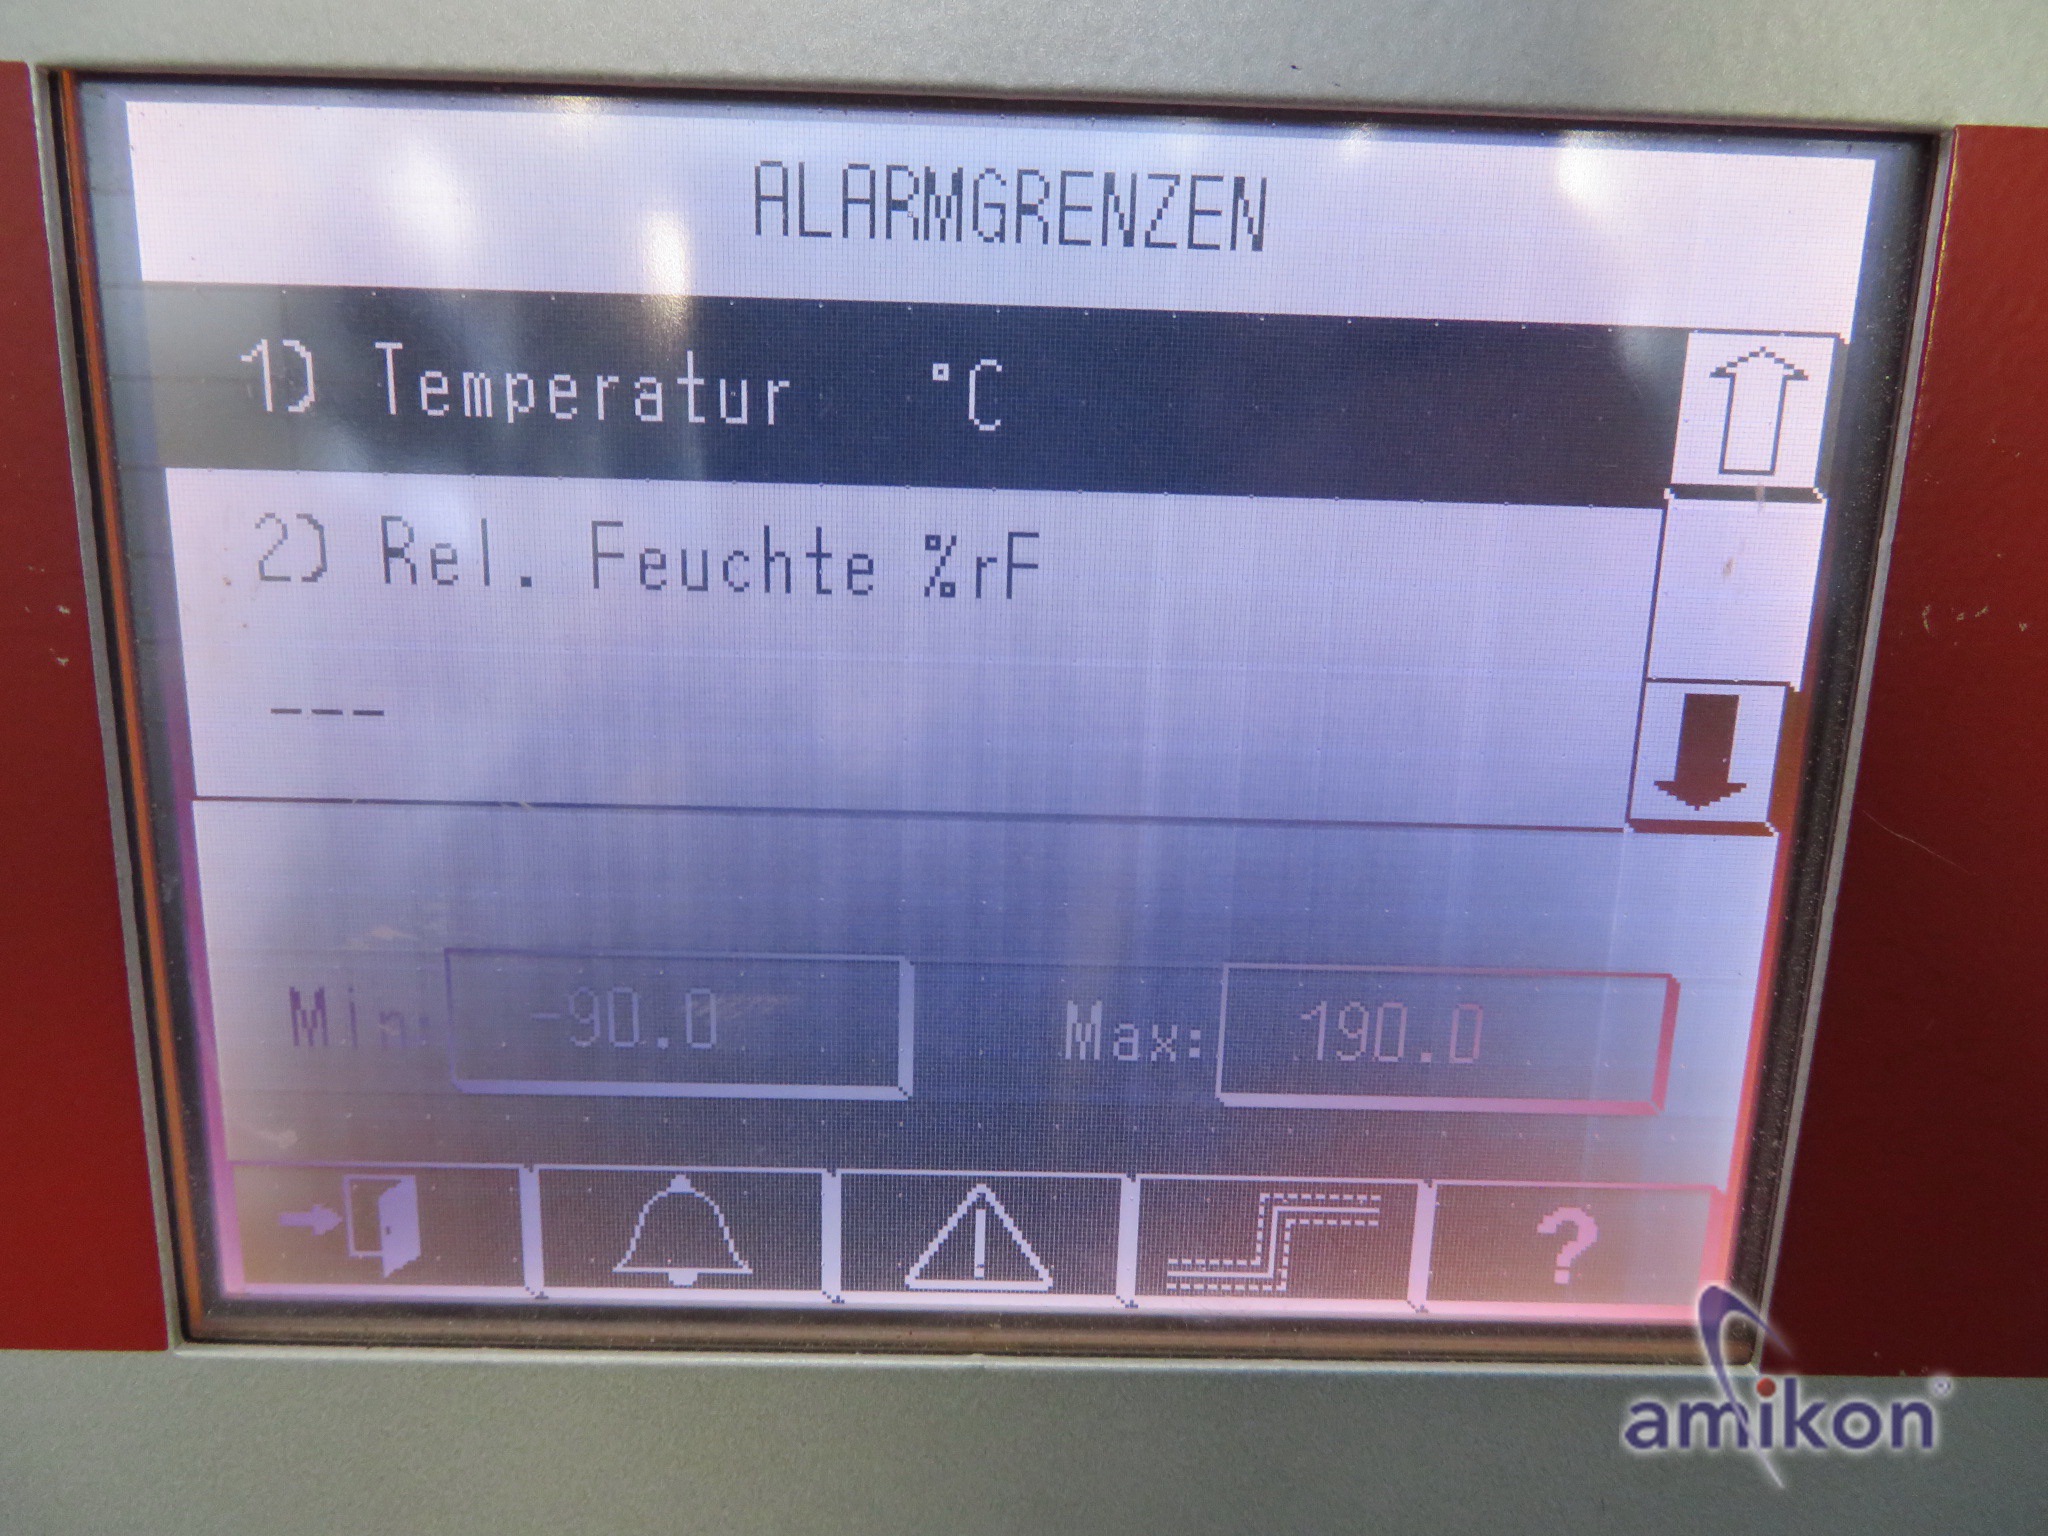 ALARMGRENZEN
1) Temperatur °C
2) Rel. Feuchte %rF
---
Min: -90.0 Max: 190.0
?
amikon®